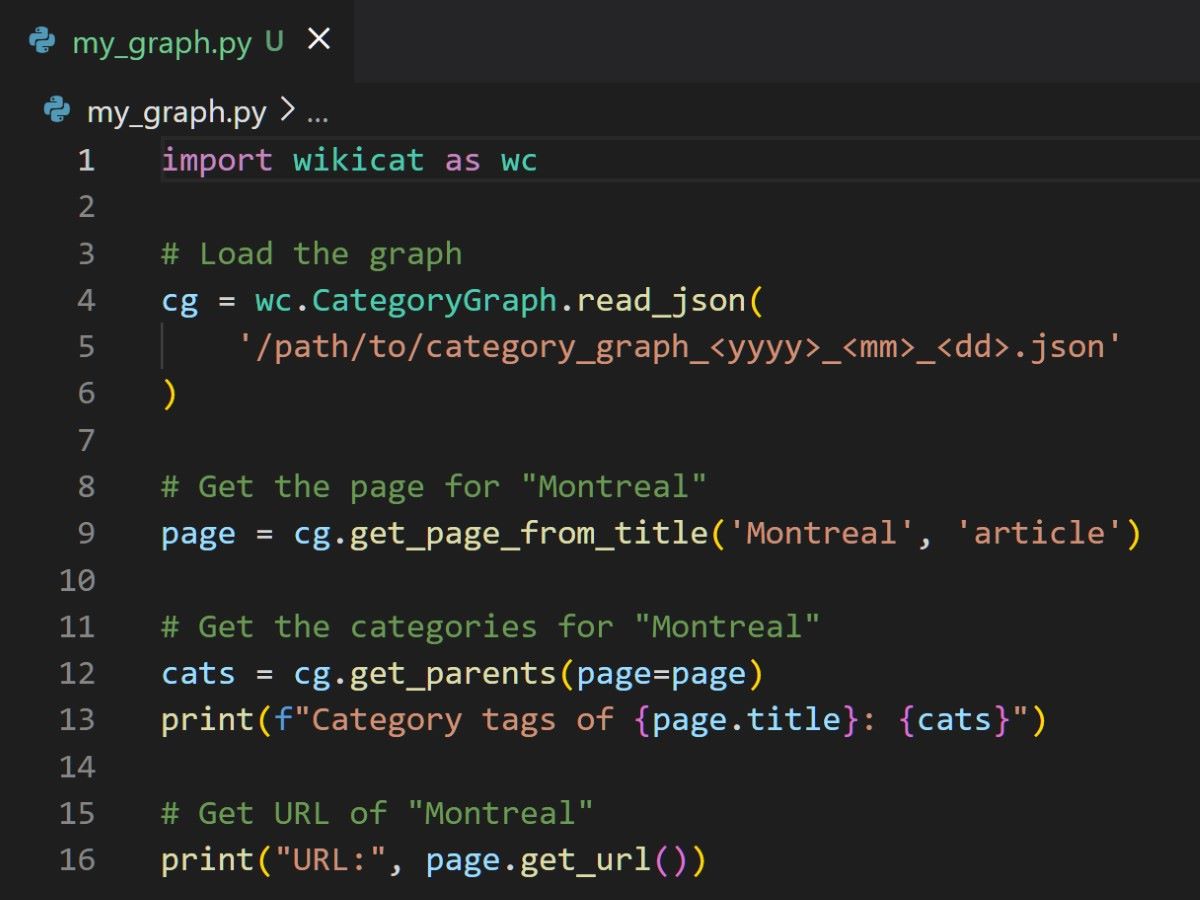 my_graph.py U
my_graph.py > ...
1 import wikicat as wc
2
3 # Load the graph
4 cg = wc.CategoryGraph.read_json(
5     '/path/to/category_graph_<yyyy>_<mm>_<dd>.json'
6 )
7
8 # Get the page for "Montreal"
9 page = cg.get_page_from_title('Montreal', 'article')
10
11 # Get the categories for "Montreal"
12 cats = cg.get_parents(page=page)
13 print(f"Category tags of {page.title}: {cats}")
14
15 # Get URL of "Montreal"
16 print("URL:", page.get_url())